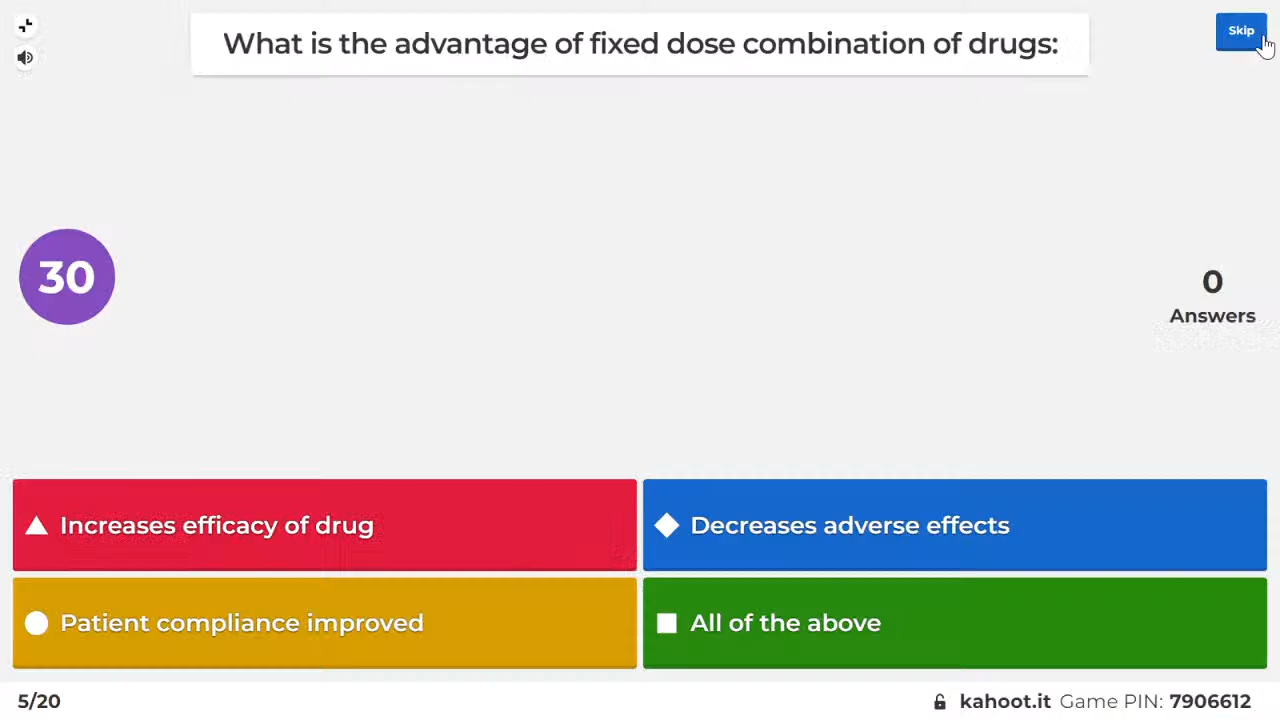 What is the advantage of fixed dose combination of drugs:
Skip
30
0
Answers
Increases efficacy of drug
Decreases adverse effects
Patient compliance improved
All of the above
5/20
kahoot.it Game PIN: 7906612